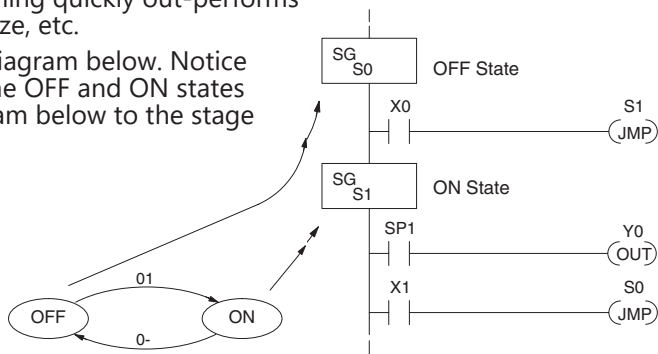 ning quickly out-performs
ze, etc.
iagram below. Notice
e OFF and ON states
am below to the stage
SG
S0
OFF State
X0
S1
JMP
SG
S1
ON State
SP1
Y0
OUT
X1
S0
JMP
01
OFF
ON
0-